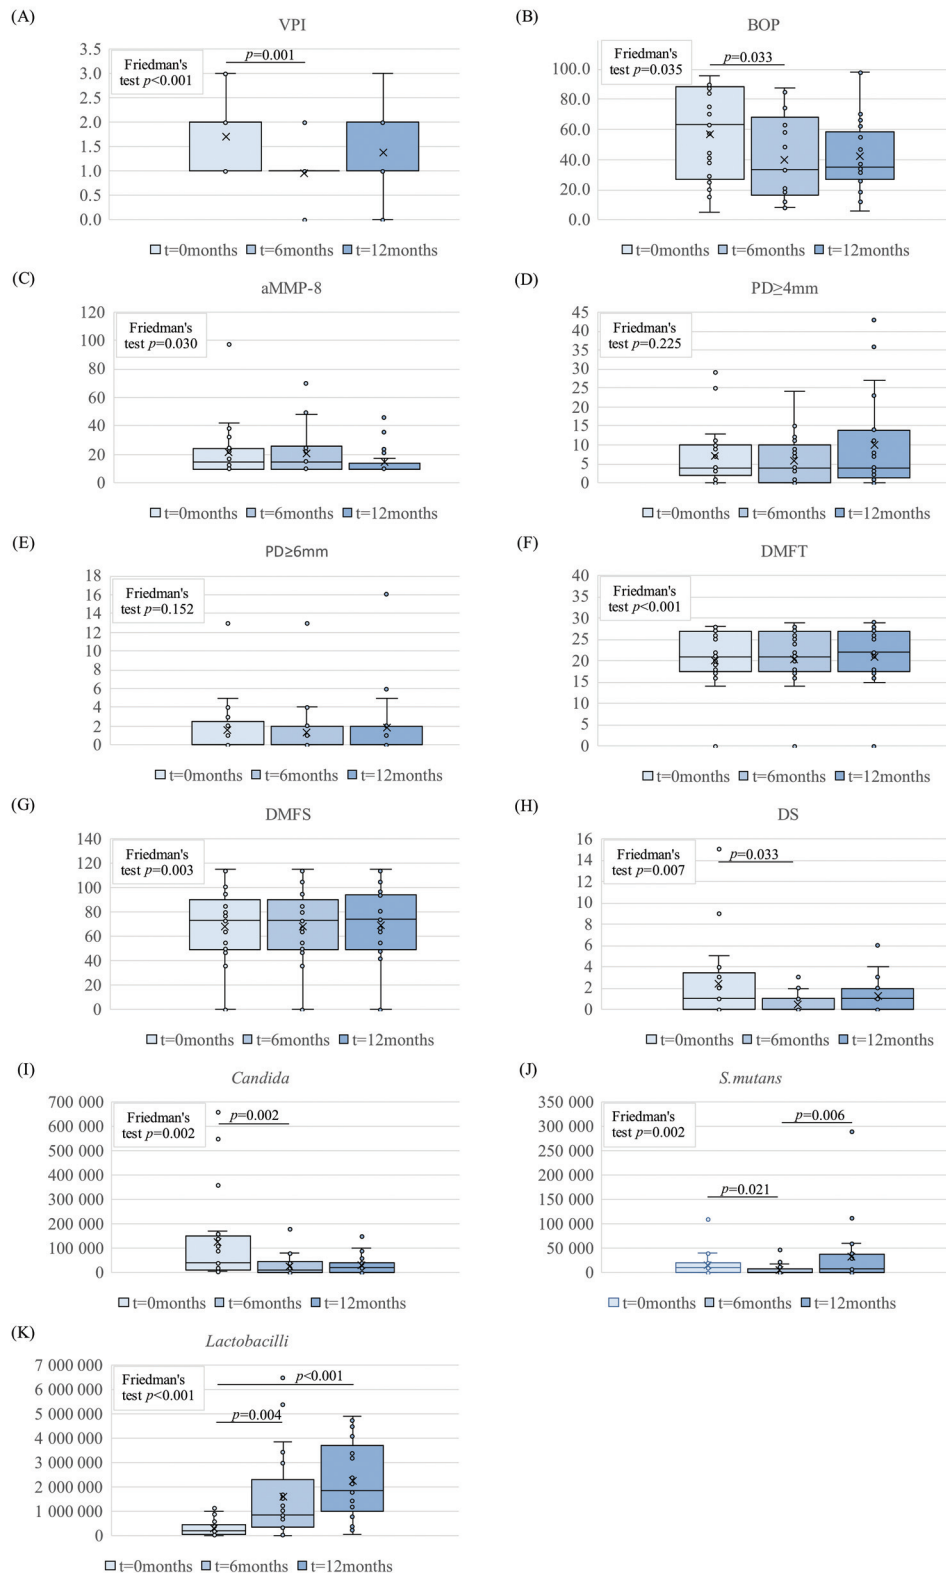 (A)
VPI
Friedman's
test p<0.001
p=0.001
3.5
3.0
2.5
2.0
1.5
1.0
0.5
0.0
t=0months t=6months t=12months
(B)
BOP
Friedman's
test p=0.035
p=0.033
100.0
80.0
60.0
40.0
20.0
0.0
t=0months t=6months t=12months
(C)
aMMP-8
Friedman's
test p=0.030
120
100
80
60
40
20
0
t=0months t=6months t=12months
(D)
PD≥4mm
Friedman's
test p=0.225
45
40
35
30
25
20
15
10
5
0
t=0months t=6months t=12months
(E)
PD≥6mm
Friedman's
test p=0.152
18
16
14
12
10
8
6
4
2
0
t=0months t=6months t=12months
(F)
DMFT
Friedman's
test p<0.001
40
35
30
25
20
15
10
5
0
t=0months t=6months t=12months
(G)
DMFS
Friedman's
test p=0.003
140
120
100
80
60
40
20
0
t=0months t=6months t=12months
(H)
DS
Friedman's
test p=0.007
p=0.033
16
14
12
10
8
6
4
2
0
t=0months t=6months t=12months
(I)
Candida
Friedman's
test p=0.002
p=0.002
700 000
600 000
500 000
400 000
300 000
200 000
100 000
0
t=0months t=6months t=12months
(J)
S.mutans
Friedman's
test p=0.002
p=0.006
p=0.021
350 000
300 000
250 000
200 000
150 000
100 000
50 000
0
t=0months t=6months t=12months
(K)
Lactobacilli
Friedman's
test p<0.001
p<0.001
p=0.004
7 000 000
6 000 000
5 000 000
4 000 000
3 000 000
2 000 000
1 000 000
0
t=0months t=6months t=12months